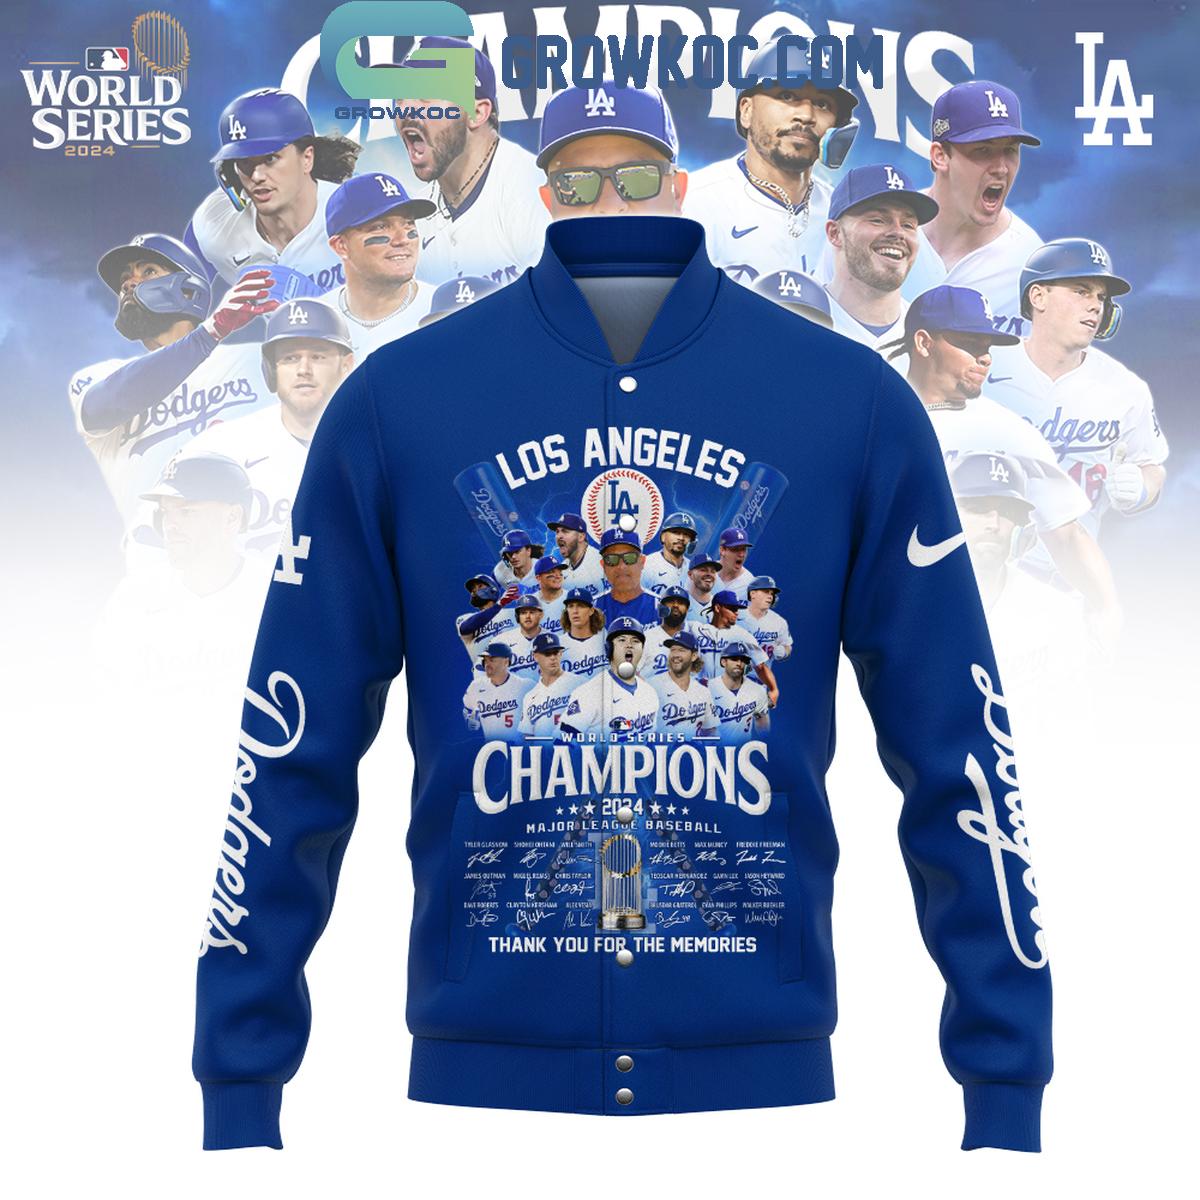 CHAMPIONS
GROWKOC.COM
GROWKOC
WORLD
SERIES
2024
LA
LOS ANGELES
LA
Dodgers
Dodgers
WORLD SERIES
CHAMPIONS
2024
MAJOR LEAGUE BASEBALL
TYLER GLASNOW SHOHEI OHTANI WILL SMITH MOOKIE BETTS MAX MUNCY FREDDIE FREEMAN
JAMES OUTMAN MIGUEL ROJAS CHRIS TAYLOR TEOSCAR HERNANDEZ GAVIN LUX JASON HEYWARD
DAVE ROBERTS CLAYTON KERSHAW ALEX VESIA BRUSDAR GRATEROL EVAN PHILLIPS WALKER BUEHLER
THANK YOU FOR THE MEMORIES
LA
Dodgers
Dodgers